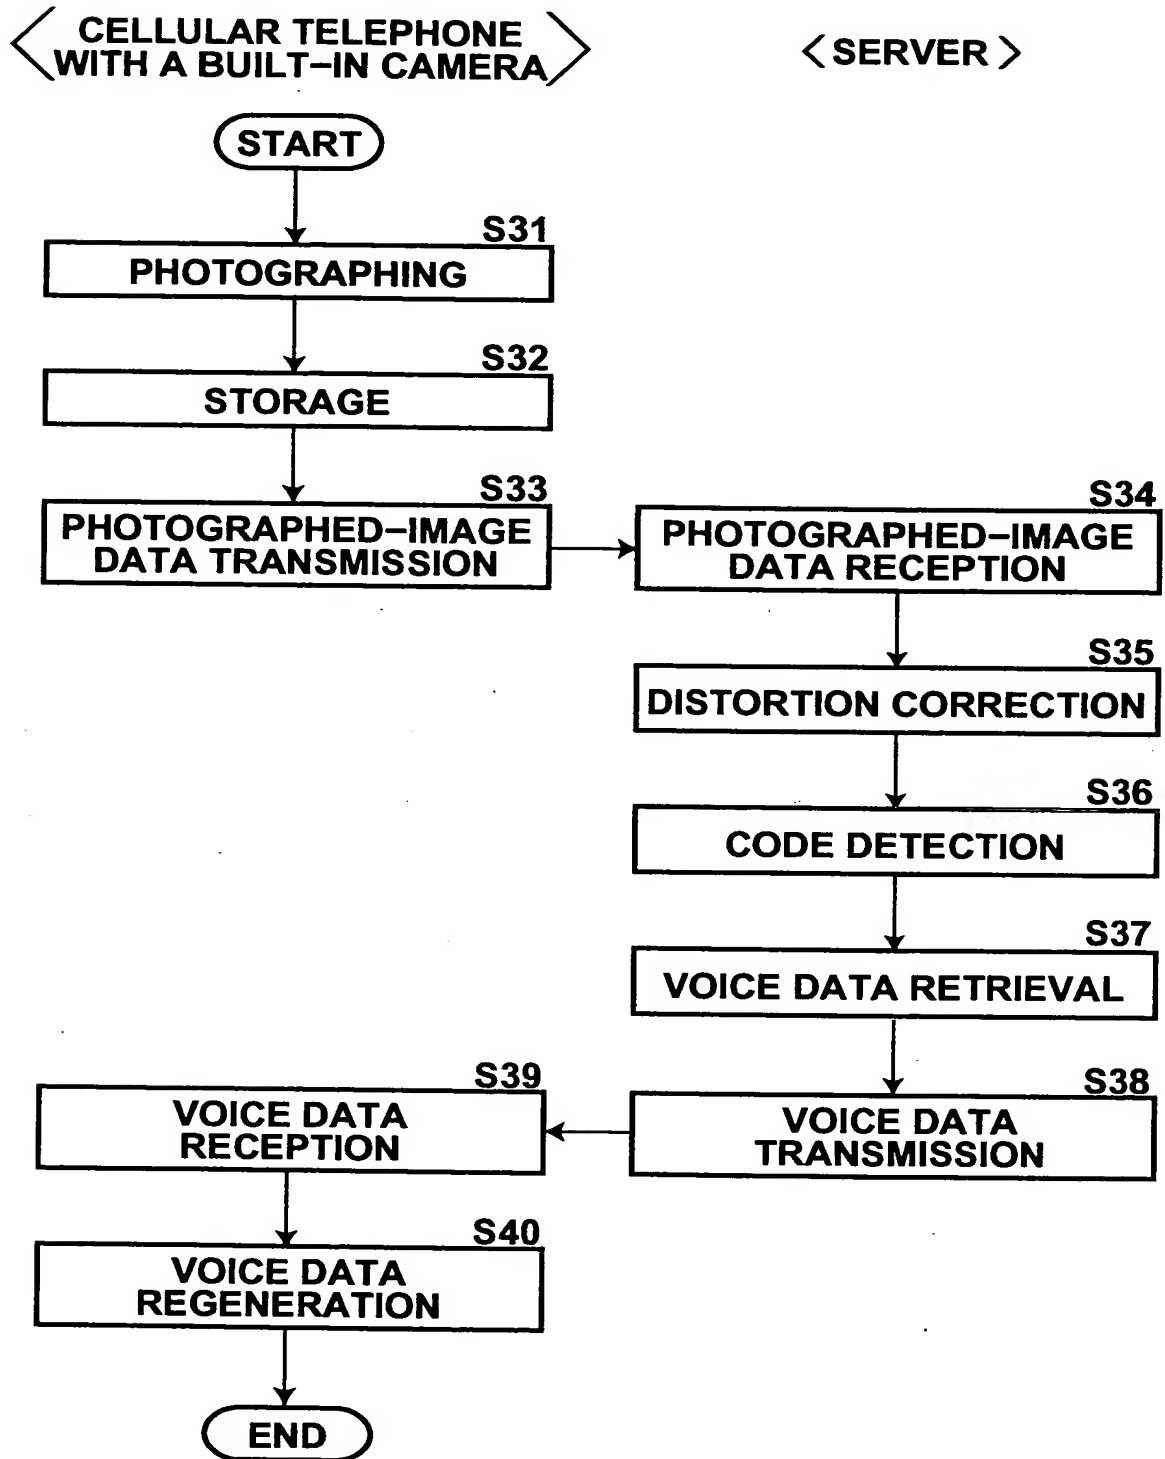 <CELLULAR TELEPHONE
WITH A BUILT-IN CAMERA>
<SERVER>
START
S31
PHOTOGRAPHING
S32
STORAGE
S33
PHOTOGRAPHED-IMAGE
DATA TRANSMISSION
S34
PHOTOGRAPHED-IMAGE
DATA RECEPTION
S35
DISTORTION CORRECTION
S36
CODE DETECTION
S37
VOICE DATA RETRIEVAL
S38
VOICE DATA
TRANSMISSION
S39
VOICE DATA
RECEPTION
S40
VOICE DATA
REGENERATION
END